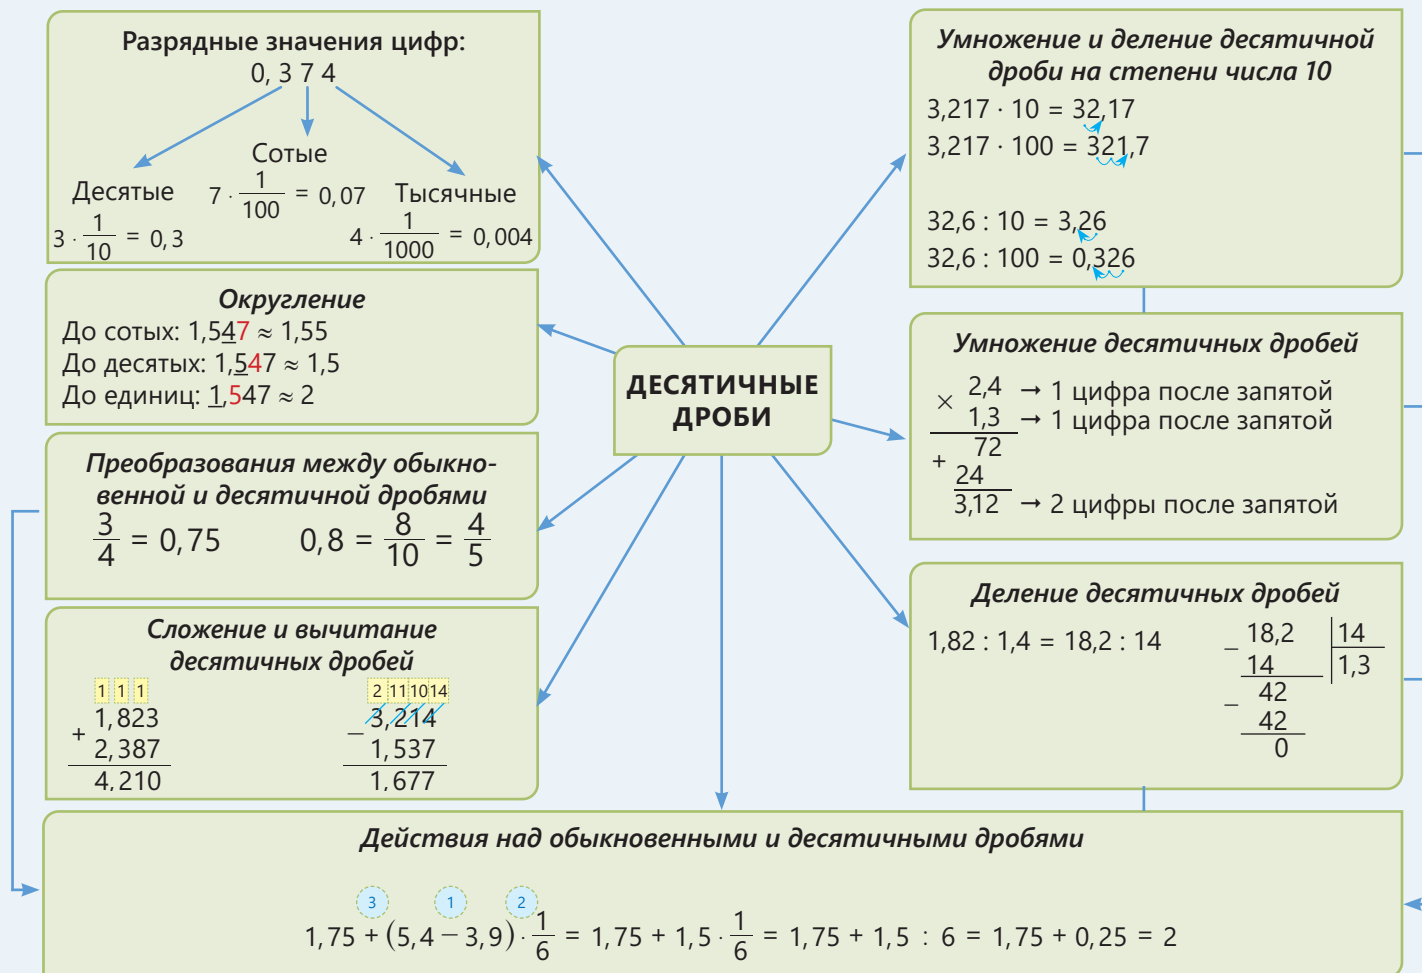 Разрядные значения цифр:
0, 3 7 4
Сотые
7 · 1/100 = 0,07
Десятые
3 · 1/10 = 0,3
Тысячные
4 · 1/1000 = 0,004
Округление
До сотых: 1,547 ≈ 1,55
До десятых: 1,547 ≈ 1,5
До единиц: 1,547 ≈ 2
Преобразования между обыкно-
венной и десятичной дробями
3/4 = 0,75
0,8 = 8/10 = 4/5
Сложение и вычитание
десятичных дробей
1 1 1
1,823
+
2,387
4,210
2 11 10 14
3,214
−
1,537
1,677
ДЕСЯТИЧНЫЕ
ДРОБИ
Умножение и деление десятичной
дроби на степени числа 10
3,217 · 10 = 32,17
3,217 · 100 = 321,7
32,6 : 10 = 3,26
32,6 : 100 = 0,326
Умножение десятичных дробей
2,4 → 1 цифра после запятой
×
1,3 → 1 цифра после запятой
72
+
24
3,12 → 2 цифры после запятой
Деление десятичных дробей
1,82 : 1,4 = 18,2 : 14
18,2 14
−
14 1,3
42
−
42
0
Действия над обыкновенными и десятичными дробями
3 1 2
1,75 + (5,4 − 3,9) · 1/6 = 1,75 + 1,5 · 1/6 = 1,75 + 1,5 : 6 = 1,75 + 0,25 = 2